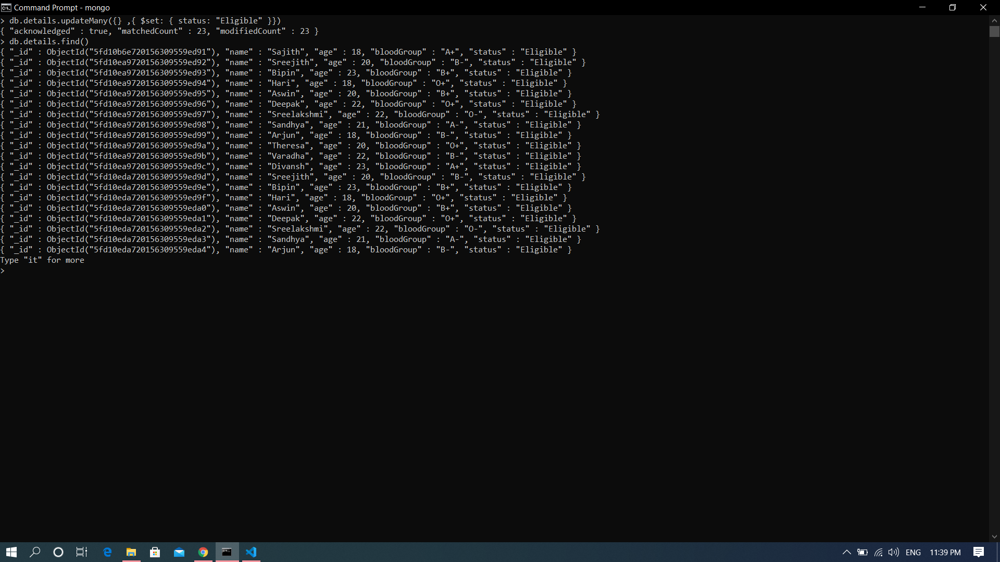 Command Prompt - mongo
> db.details.updateMany({} ,{ $set: { status: "Eligible" }})
{ "acknowledged" : true, "matchedCount" : 23, "modifiedCount" : 23 }
> db.details.find()
{ "_id" : ObjectId("5fd10b6e720156309559ed91"), "name" : "Sajith", "age" : 18, "bloodGroup" : "A+", "status" : "Eligible" }
{ "_id" : ObjectId("5fd10ea9720156309559ed92"), "name" : "Sreejith", "age" : 20, "bloodGroup" : "B-", "status" : "Eligible" }
{ "_id" : ObjectId("5fd10ea9720156309559ed93"), "name" : "Bipin", "age" : 23, "bloodGroup" : "B+", "status" : "Eligible" }
{ "_id" : ObjectId("5fd10ea9720156309559ed94"), "name" : "Hari", "age" : 18, "bloodGroup" : "O+", "status" : "Eligible" }
{ "_id" : ObjectId("5fd10ea9720156309559ed95"), "name" : "Aswin", "age" : 20, "bloodGroup" : "B+", "status" : "Eligible" }
{ "_id" : ObjectId("5fd10ea9720156309559ed96"), "name" : "Deepak", "age" : 22, "bloodGroup" : "O+", "status" : "Eligible" }
{ "_id" : ObjectId("5fd10ea9720156309559ed97"), "name" : "Sreelakshmi", "age" : 22, "bloodGroup" : "O-", "status" : "Eligible" }
{ "_id" : ObjectId("5fd10ea9720156309559ed98"), "name" : "Sandhya", "age" : 21, "bloodGroup" : "A-", "status" : "Eligible" }
{ "_id" : ObjectId("5fd10ea9720156309559ed99"), "name" : "Arjun", "age" : 18, "bloodGroup" : "B-", "status" : "Eligible" }
{ "_id" : ObjectId("5fd10ea9720156309559ed9a"), "name" : "Theresa", "age" : 20, "bloodGroup" : "O+", "status" : "Eligible" }
{ "_id" : ObjectId("5fd10ea9720156309559ed9b"), "name" : "Varadha", "age" : 22, "bloodGroup" : "B-", "status" : "Eligible" }
{ "_id" : ObjectId("5fd10ea9720156309559ed9c"), "name" : "Divansh", "age" : 23, "bloodGroup" : "A+", "status" : "Eligible" }
{ "_id" : ObjectId("5fd10eda720156309559ed9d"), "name" : "Sreejith", "age" : 20, "bloodGroup" : "B-", "status" : "Eligible" }
{ "_id" : ObjectId("5fd10eda720156309559ed9e"), "name" : "Bipin", "age" : 23, "bloodGroup" : "B+", "status" : "Eligible" }
{ "_id" : ObjectId("5fd10eda720156309559ed9f"), "name" : "Hari", "age" : 18, "bloodGroup" : "O+", "status" : "Eligible" }
{ "_id" : ObjectId("5fd10eda720156309559eda0"), "name" : "Aswin", "age" : 20, "bloodGroup" : "B+", "status" : "Eligible" }
{ "_id" : ObjectId("5fd10eda720156309559eda1"), "name" : "Deepak", "age" : 22, "bloodGroup" : "O+", "status" : "Eligible" }
{ "_id" : ObjectId("5fd10eda720156309559eda2"), "name" : "Sreelakshmi", "age" : 22, "bloodGroup" : "O-", "status" : "Eligible" }
{ "_id" : ObjectId("5fd10eda720156309559eda3"), "name" : "Sandhya", "age" : 21, "bloodGroup" : "A-", "status" : "Eligible" }
{ "_id" : ObjectId("5fd10eda720156309559eda4"), "name" : "Arjun", "age" : 18, "bloodGroup" : "B-", "status" : "Eligible" }
Type "it" for more
>
ENG 11:39 PM